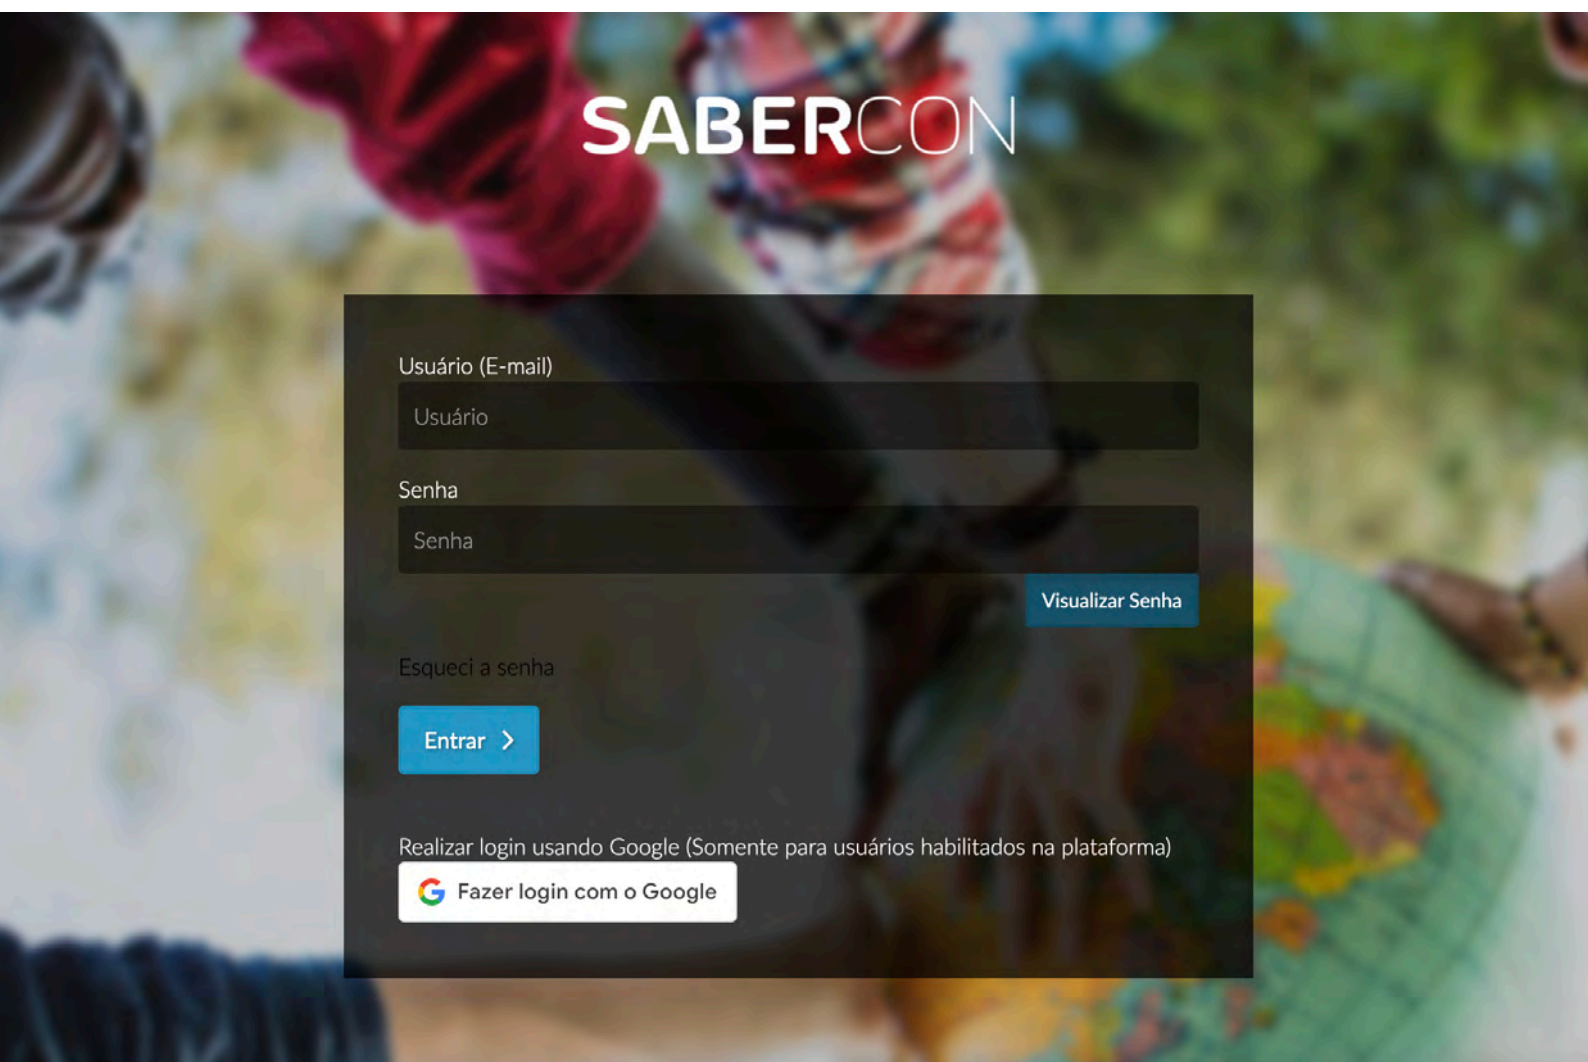 SABERCON
Usuário (E-mail)
Usuário
Senha
Senha
Visualizar Senha
Esqueci a senha
Entrar
Realizar login usando Google (Somente para usuários habilitados na plataforma)
Fazer login com o Google